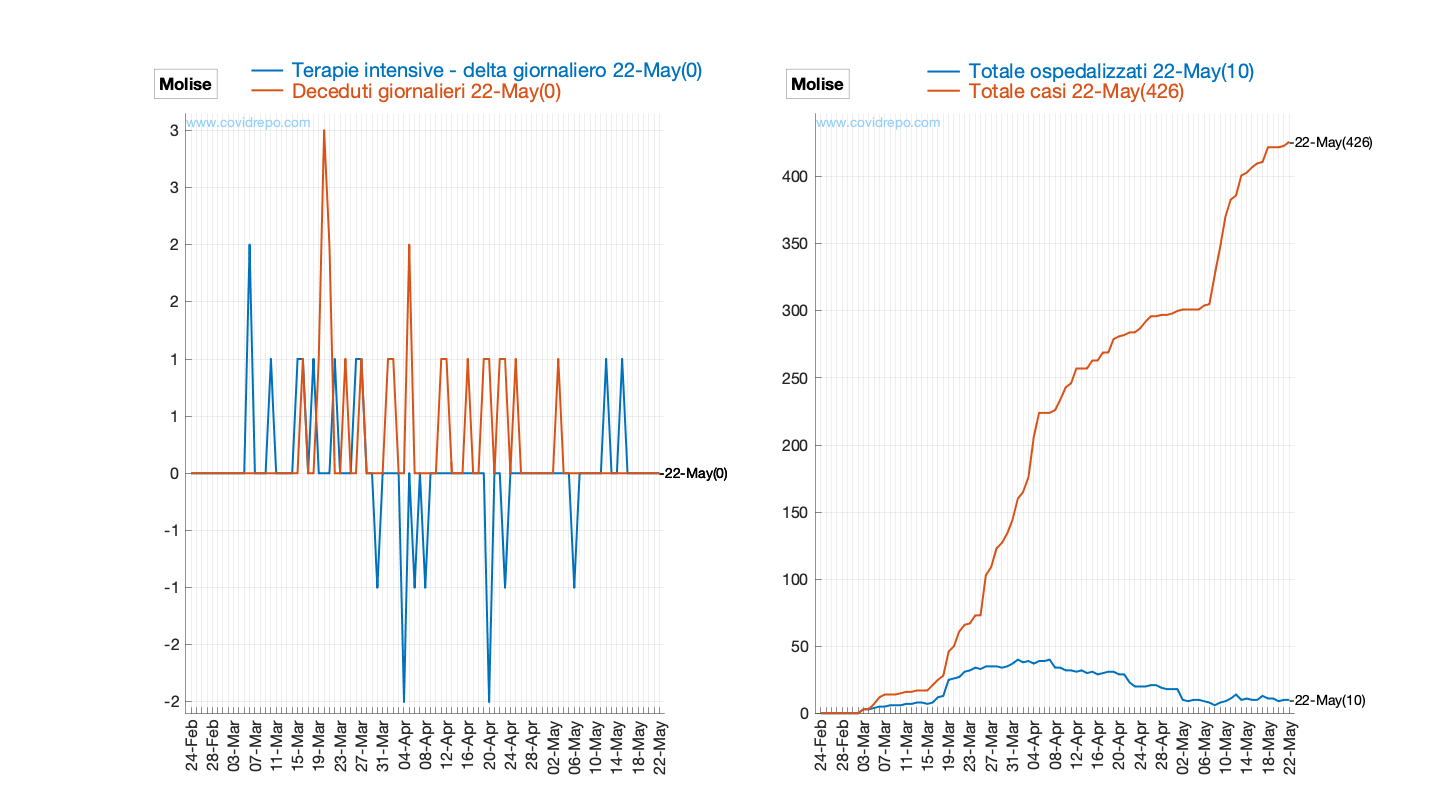 Molise
Terapie intensive - delta giornaliero 22-May(0)
Deceduti giornalieri 22-May(0)
www.covidrepo.com
3
3
2
2
1
1
0
-1
-1
-2
-2
22-May(0)
24-Feb
28-Feb
03-Mar
07-Mar
11-Mar
15-Mar
19-Mar
23-Mar
27-Mar
31-Mar
04-Apr
08-Apr
12-Apr
16-Apr
20-Apr
24-Apr
28-Apr
02-May
06-May
10-May
14-May
18-May
22-May
Molise
Totale ospedalizzati 22-May(10)
Totale casi 22-May(426)
www.covidrepo.com
400
350
300
250
200
150
100
50
0
22-May(426)
22-May(10)
24-Feb
28-Feb
03-Mar
07-Mar
11-Mar
15-Mar
19-Mar
23-Mar
27-Mar
31-Mar
04-Apr
08-Apr
12-Apr
16-Apr
20-Apr
24-Apr
28-Apr
02-May
06-May
10-May
14-May
18-May
22-May